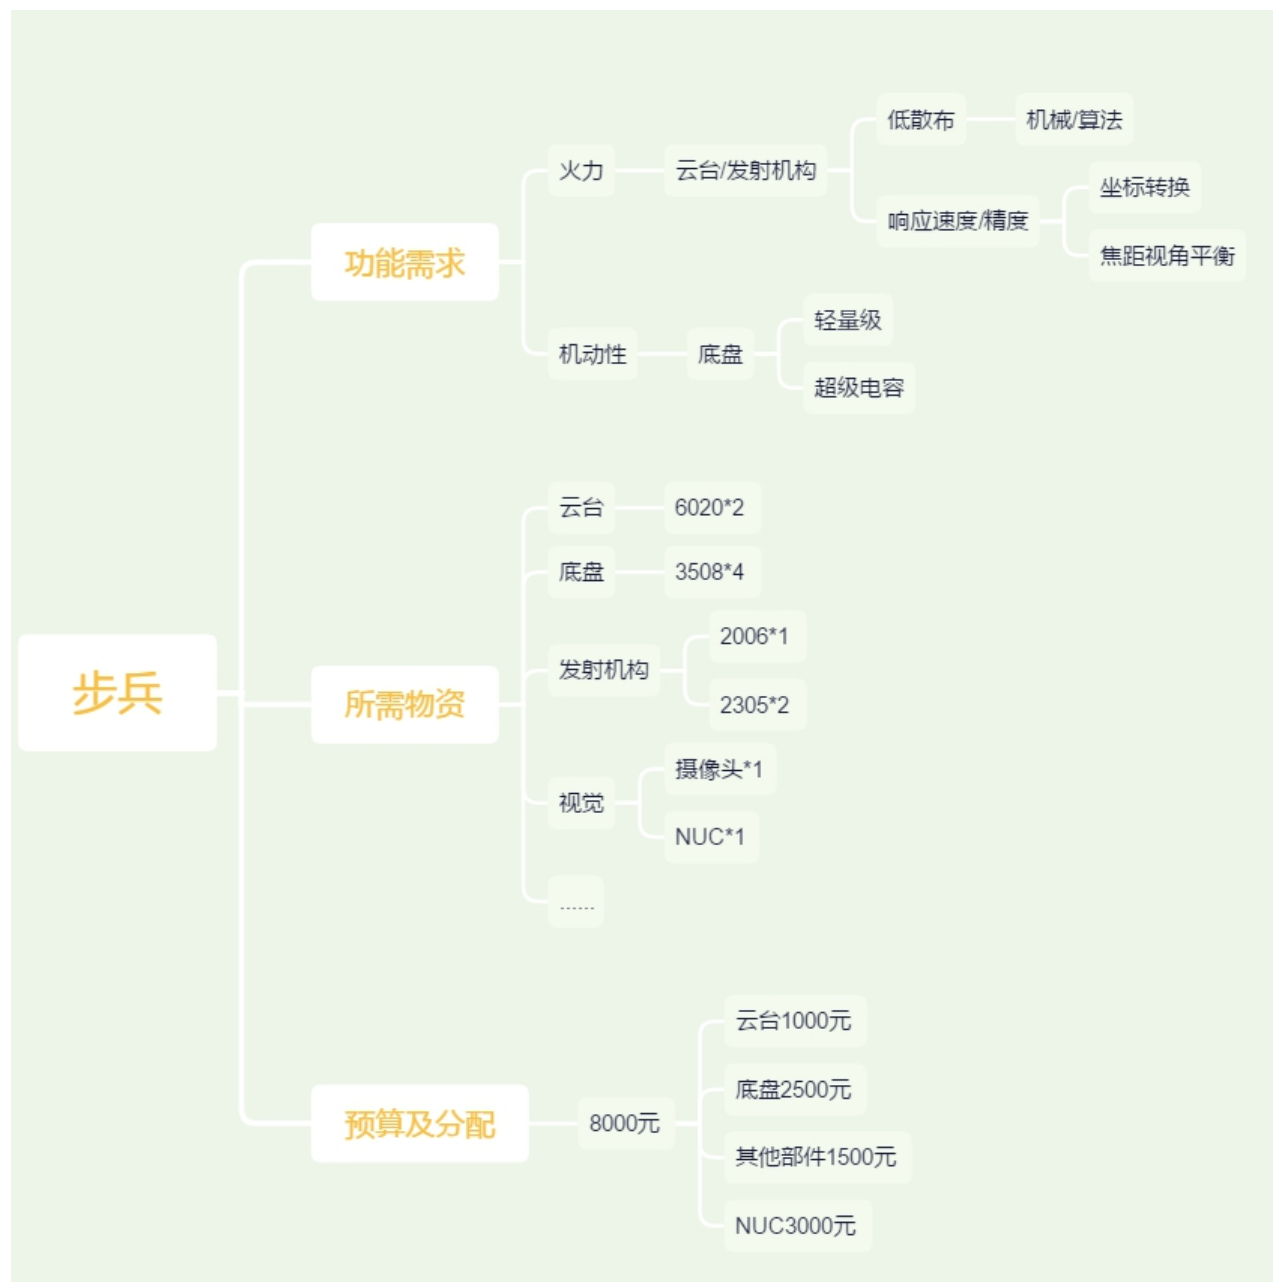 步兵
功能需求
火力
云台/发射机构
低散布
机械/算法
响应速度/精度
坐标转换
焦距视角平衡
机动性
底盘
轻量级
超级电容
所需物资
云台
6020*2
底盘
3508*4
发射机构
2006*1
2305*2
视觉
摄像头*1
NUC*1
......
预算及分配
8000元
云台1000元
底盘2500元
其他部件1500元
NUC3000元